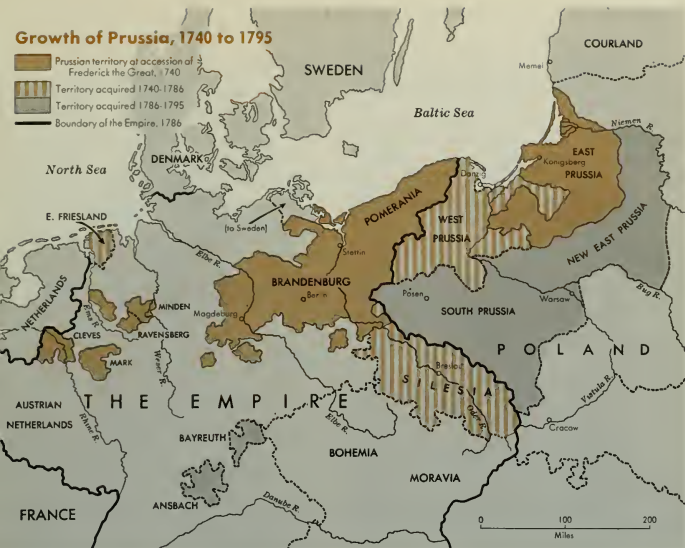 Growth of Prussia, 1740 to 1795
Prussian territory at accession of
Frederick the Great, 1740
Territory acquired 1740-1786
Territory acquired 1786-1795
Boundary of the Empire, 1786
COURLAND
Memel
SWEDEN
Baltic Sea
Niemen R.
North Sea
DENMARK
Danzig
Konigsberg
EAST
PRUSSIA
E. FRIESLAND
(to Sweden)
POMERANIA
WEST
PRUSSIA
NEW EAST PRUSSIA
Elbe R.
Stettin
NETHERLANDS
BRANDENBURG
Berlin
Posen
Warsaw
Bug R.
Ems R.
MINDEN
Magdeburg
SOUTH PRUSSIA
CLEVES
RAVENSBERG
MARK
Weser R.
POLAND
Breslau
SILESIA
THE EMPIRE
AUSTRIAN
NETHERLANDS
Rhine R.
Elbe R.
Oder R.
Vistula R.
Cracow
BAYREUTH
BOHEMIA
MORAVIA
ANSBACH
Danube R.
FRANCE
0 100 200
Miles